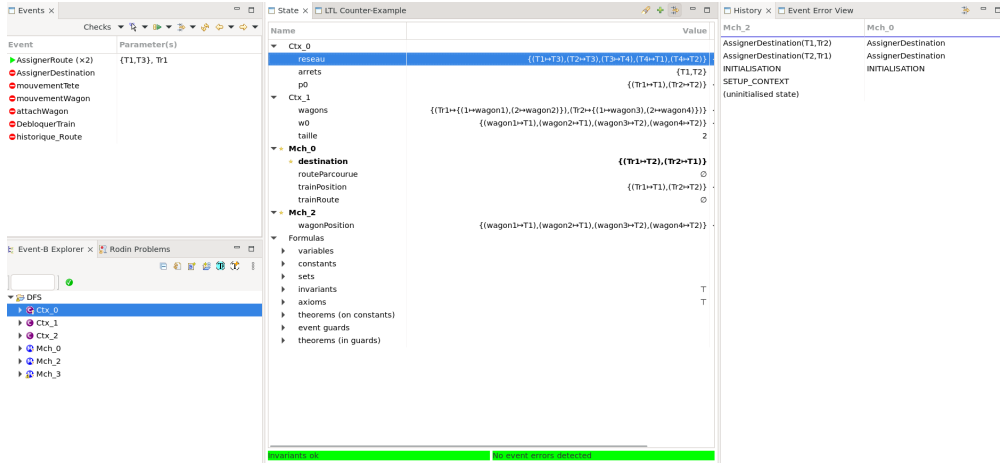 Events
Checks
Event Parameter(s)
AssignerRoute (×2) {T1,T3}, Tr1
AssignerDestination
mouvementTete
mouvementWagon
attachWagon
DebloquerTrain
historique_Route
Event-B Explorer Rodin Problems
DFS
Ctx_0
Ctx_1
Ctx_2
Mch_0
Mch_2
Mch_3
State LTL Counter-Example
Name Value
Ctx_0
reseau {(T1↦T3),(T2↦T3),(T3↦T4),(T4↦T1),(T4↦T2)}
arrets {T1,T2}
p0 {(Tr1↦T1),(Tr2↦T2)}
Ctx_1
wagons {(Tr1↦{(1↦wagon1),(2↦wagon2)}),(Tr2↦{(1↦wagon3),(2↦wagon4)})}
w0 {(wagon1↦T1),(wagon2↦T1),(wagon3↦T2),(wagon4↦T2)}
taille 2
Mch_0
destination {(Tr1↦T2),(Tr2↦T1)}
routeParcourue ∅
trainPosition {(Tr1↦T1),(Tr2↦T2)}
trainRoute ∅
Mch_2
wagonPosition {(wagon1↦T1),(wagon2↦T1),(wagon3↦T2),(wagon4↦T2)}
Formulas
variables
constants
sets
invariants ⊤
axioms ⊤
theorems (on constants)
event guards
theorems (in guards)
Invariants ok No event errors detected
History Event Error View
Mch_2 Mch_0
AssignerDestination(T1,Tr2) AssignerDestination
AssignerDestination(T2,Tr1) AssignerDestination
INITIALISATION INITIALISATION
SETUP_CONTEXT
(uninitialised state)